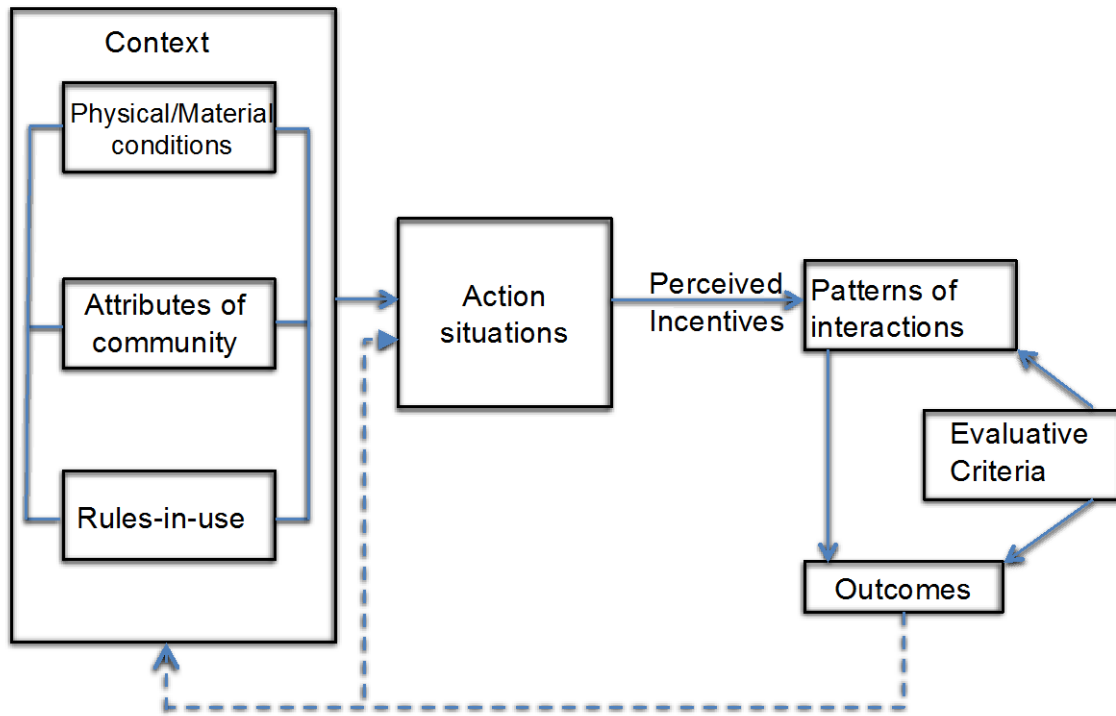 Context
Physical/Material
conditions
Attributes of
community
Rules-in-use
Action
situations
Perceived
Incentives
Patterns of
interactions
Evaluative
Criteria
Outcomes